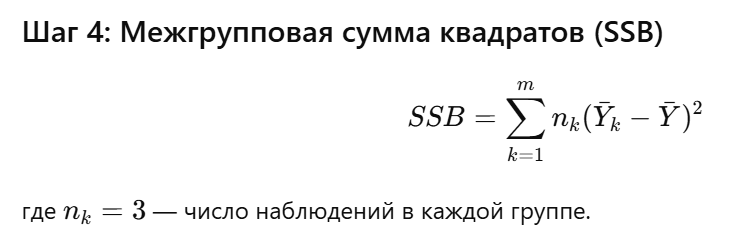 Шаг 4: Межгрупповая сумма квадратов (SSB)
$SSB = \sum_{k=1}^{m} n_k(\bar{Y}_k - \bar{Y})^2$
где $n_k = 3$ — число наблюдений в каждой группе.